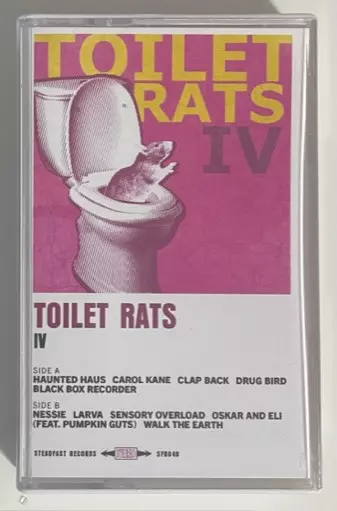 TOILET
RATS
IV
TOILET RATS
IV
SIDE A
HAUNTED HAUS CAROL KANE CLAP BACK DRUG BIRD
BLACK BOX RECORDER
SIDE B
NESSIE LARVA SENSORY OVERLOAD OSKAR AND ELI
(FEAT. PUMPKIN GUTS) WALK THE EARTH
STEADFAST RECORDS